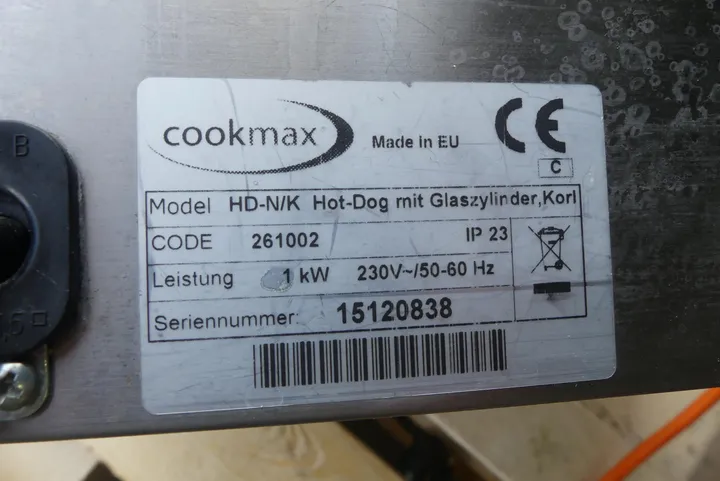 cookmax
Made in EU
CE
C
Model HD-N/K Hot-Dog mit Glaszylinder,Korl
CODE 261002 IP 23
Leistung 1 kW 230V~/50-60 Hz
Seriennummer: 15120838
B